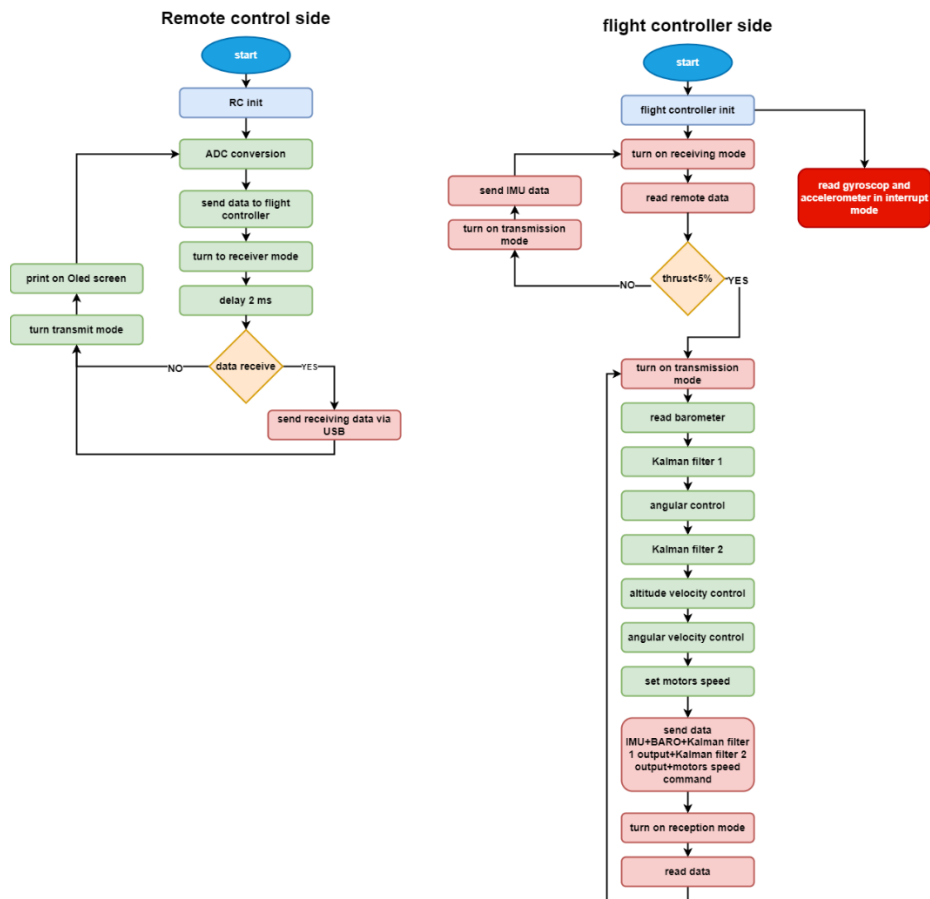 Remote control side
start
RC init
ADC conversion
send data to flight
controller
turn to receiver mode
print on Oled screen
delay 2 ms
turn transmit mode
data receive
NO
YES
send receiving data via
USB
flight controller side
start
flight controller init
turn on receiving mode
send IMU data
read remote data
read gyroscop and
accelerometer in interrupt
mode
turn on transmission
mode
thrust<5%
NO
YES
turn on transmission
mode
read barometer
Kalman filter 1
angular control
Kalman filter 2
altitude velocity control
angular velocity control
set motors speed
send data
IMU+BARO+Kalman filter
1 output+Kalman filter 2
output+motors speed
command
turn on reception mode
read data